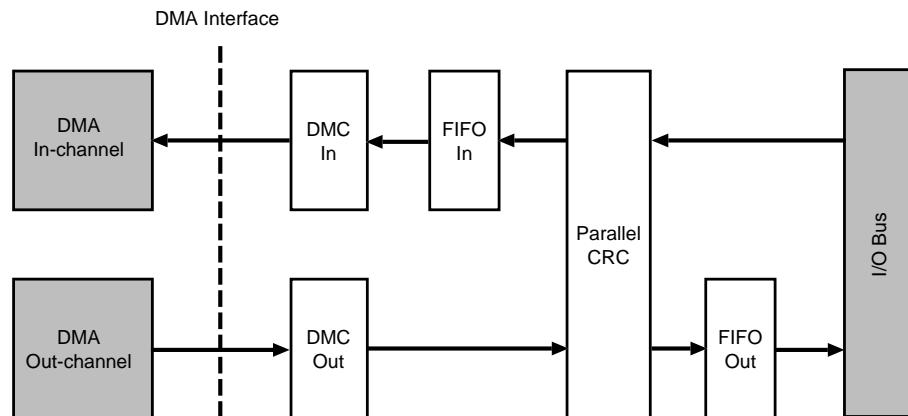 DMA Interface
DMA
In-channel
DMC
In
FIFO
In
Parallel
CRC
I/O Bus
DMA
Out-channel
DMC
Out
FIFO
Out